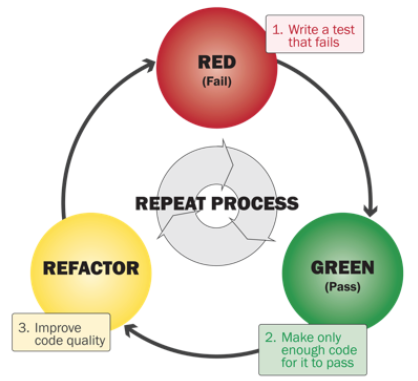 1. Write a test
that fails
RED
(Fail)
REPEAT PROCESS
REFACTOR
GREEN
(Pass)
3. Improve
code quality
2. Make only
enough code
for it to pass